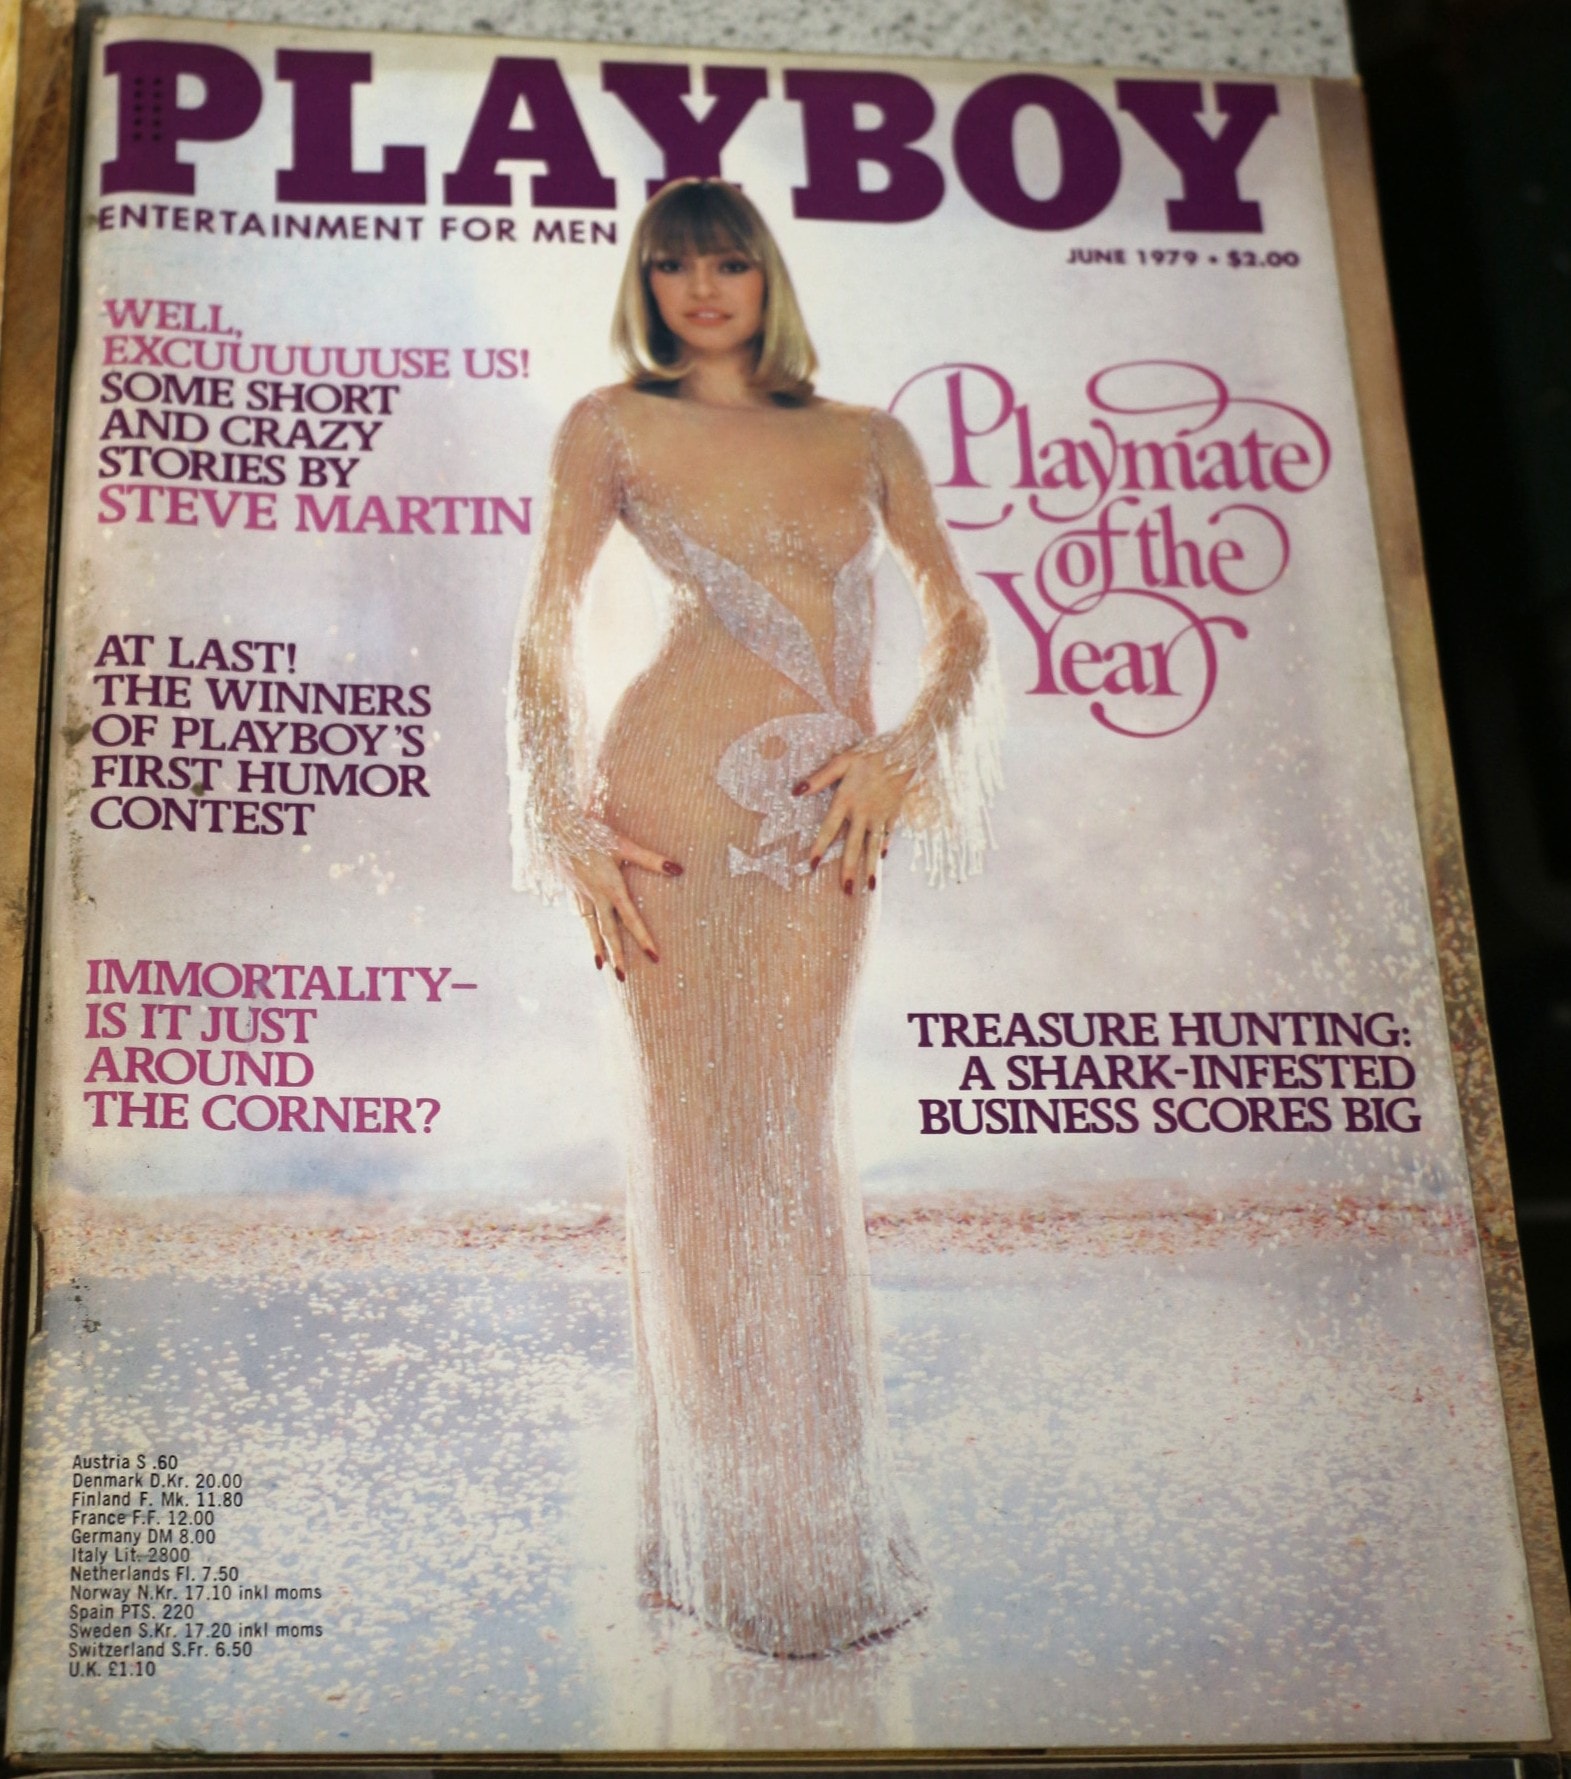 PLAYBOY
ENTERTAINMENT FOR MEN
JUNE 1979 • $2.00
WELL,
EXCUUUUUUSE US!
SOME SHORT
AND CRAZY
STORIES BY
STEVE MARTIN
Playmate
of the
Year
AT LAST!
THE WINNERS
OF PLAYBOY'S
FIRST HUMOR
CONTEST
IMMORTALITY–
IS IT JUST
AROUND
THE CORNER?
TREASURE HUNTING:
A SHARK-INFESTED
BUSINESS SCORES BIG
Austria S .60
Denmark D.Kr. 20.00
Finland F. Mk. 11.80
France F.F. 12.00
Germany DM 8.00
Italy Lit. 2800
Netherlands Fl. 7.50
Norway N.Kr. 17.10 inkl moms
Spain PTS. 220
Sweden S.Kr. 17.20 inkl moms
Switzerland S.Fr. 6.50
U.K. £1.10